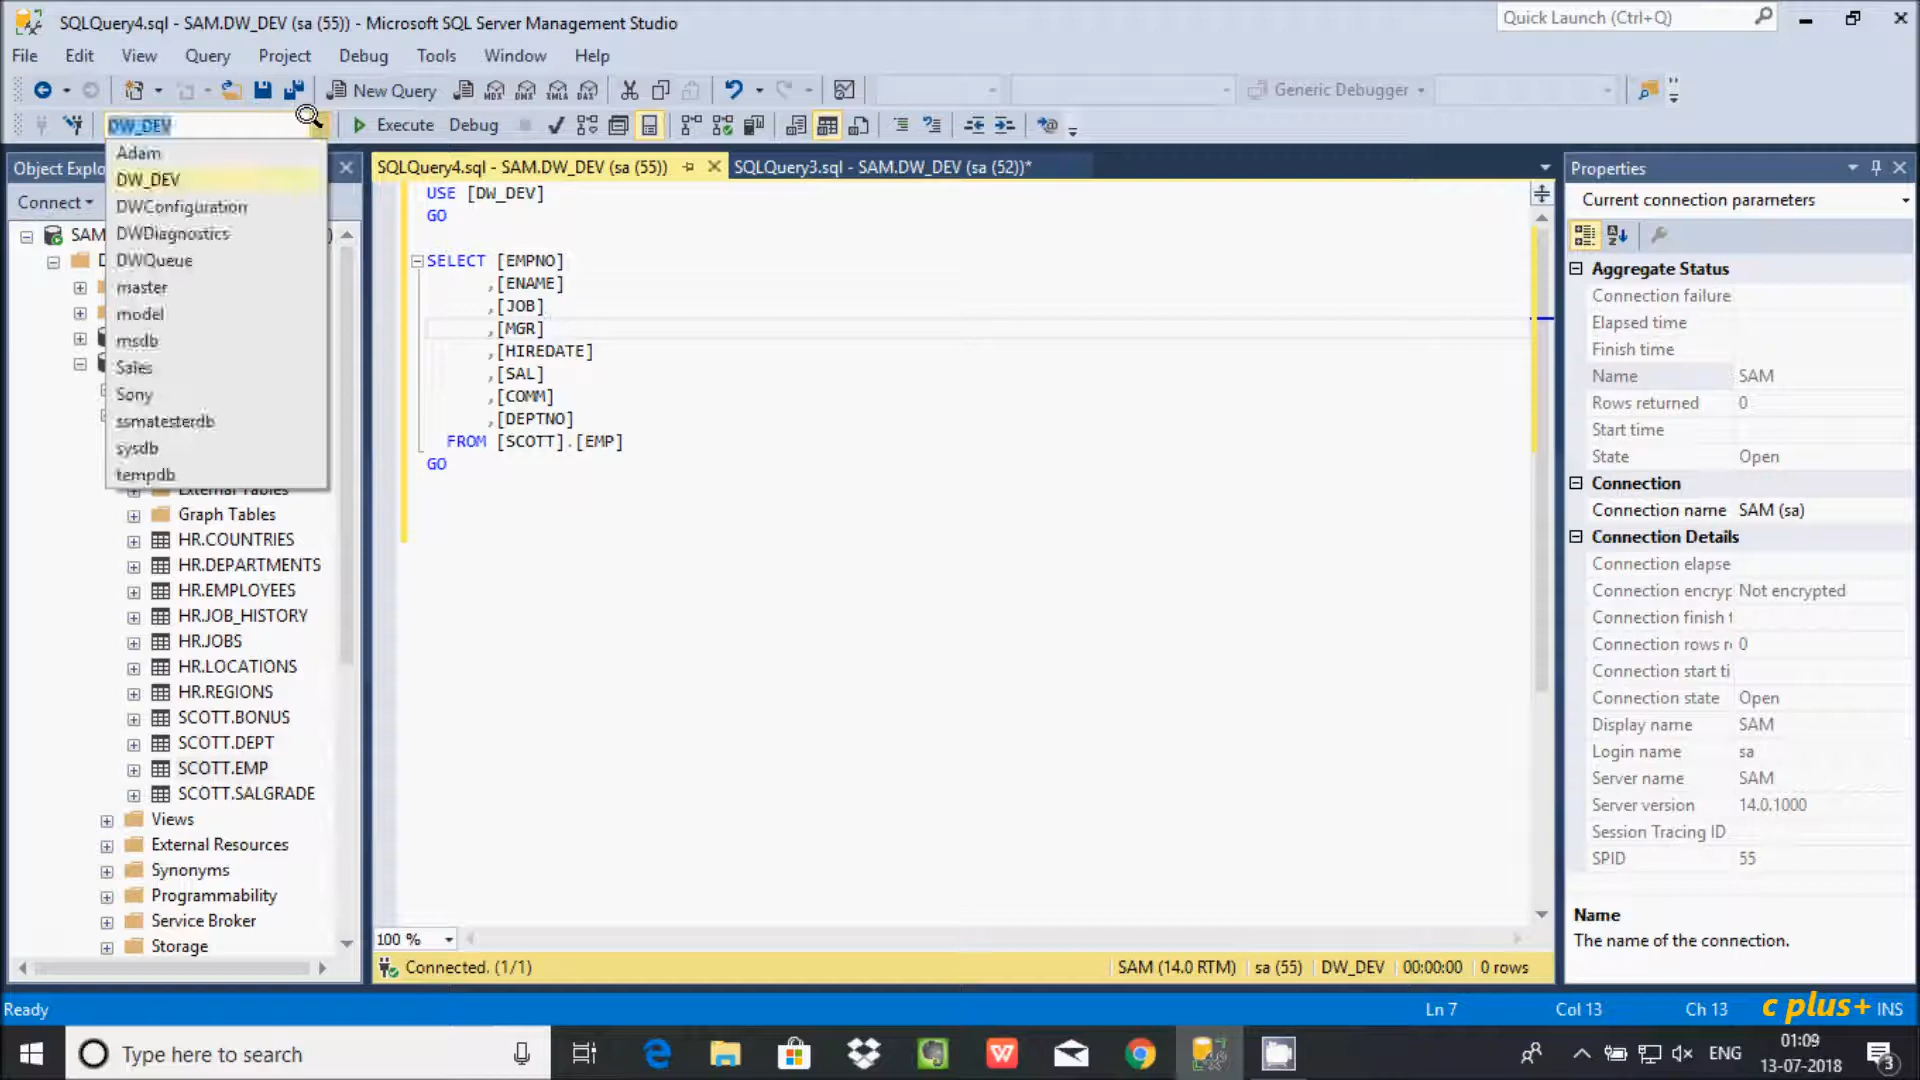 SQLQuery4.sql - SAM.DW_DEV (sa (55)) - Microsoft SQL Server Management Studio
Quick Launch (Ctrl+Q)
File Edit View Query Project Debug Tools Window Help
New Query
MDX DMX XMLA DAX
Generic Debugger
DW_DEV
Execute Debug
Adam
DW_DEV
DWConfiguration
DWDiagnostics
DWQueue
master
model
msdb
Sales
Sony
ssmatesterdb
sysdb
tempdb
Object Explo
Connect
SAM
D
External Tables
Graph Tables
HR.COUNTRIES
HR.DEPARTMENTS
HR.EMPLOYEES
HR.JOB_HISTORY
HR.JOBS
HR.LOCATIONS
HR.REGIONS
SCOTT.BONUS
SCOTT.DEPT
SCOTT.EMP
SCOTT.SALGRADE
Views
External Resources
Synonyms
Programmability
Service Broker
Storage
SQLQuery4.sql - SAM.DW_DEV (sa (55)) SQLQuery3.sql - SAM.DW_DEV (sa (52))*
USE [DW_DEV]
GO
SELECT [EMPNO]
,[ENAME]
,[JOB]
,[MGR]
,[HIREDATE]
,[SAL]
,[COMM]
,[DEPTNO]
FROM [SCOTT].[EMP]
GO
100 %
Connected. (1/1) SAM (14.0 RTM) sa (55) DW_DEV 00:00:00 0 rows
Properties
Current connection parameters
Aggregate Status
Connection failure
Elapsed time
Finish time
Name SAM
Rows returned 0
Start time
State Open
Connection
Connection name SAM (sa)
Connection Details
Connection elapse
Connection encryp Not encrypted
Connection finish t
Connection rows re 0
Connection start ti
Connection state Open
Display name SAM
Login name sa
Server name SAM
Server version 14.0.1000
Session Tracing ID
SPID 55
Name
The name of the connection.
Ready Ln 7 Col 13 Ch 13 c plus+ INS
Type here to search
ENG
01:09
13-07-2018
3